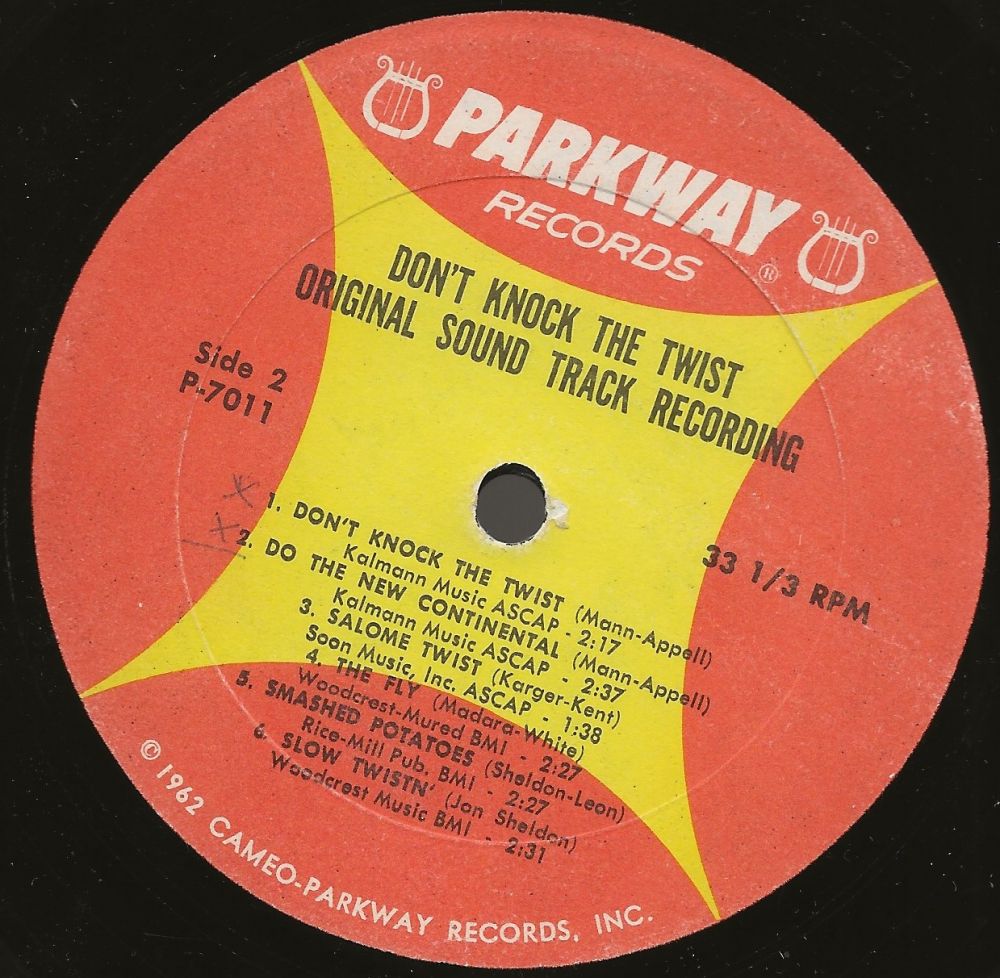 PARKWAY
RECORDS
®
DON'T KNOCK THE TWIST
ORIGINAL SOUND TRACK RECORDING
Side 2
P-7011
33 1/3 RPM
1. DON'T KNOCK THE TWIST (Mann-Appell)
Kalmann Music ASCAP - 2:17
2. DO THE NEW CONTINENTAL (Mann-Appell)
Kalmann Music ASCAP - 2:37
3. SALOME TWIST (Karger-Kent)
Soon Music, Inc. ASCAP - 1:38
4. THE FLY (Madara-White)
Woodcrest-Mured BMI - 2:27
5. SMASHED POTATOES (Sheldon-Leon)
Rice-Mill Pub. BMI - 2:27
6. SLOW TWISTN' (Jon Sheldon)
Woodcrest Music BMI - 2:31
© 1962 CAMEO-PARKWAY RECORDS, INC.